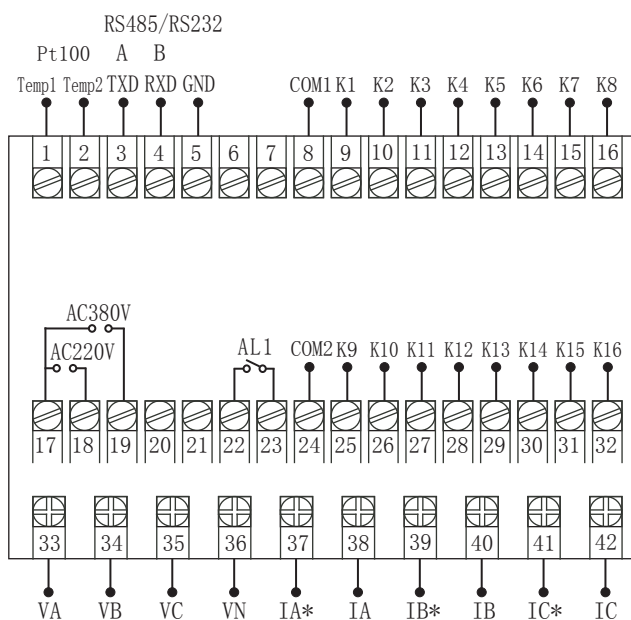 RS485/RS232
Pt100 A B
Temp1 Temp2 TXD RXD GND COM1 K1 K2 K3 K4 K5 K6 K7 K8
1 2 3 4 5 6 7 8 9 10 11 12 13 14 15 16
AC380V
AC220V AL1 COM2 K9 K10 K11 K12 K13 K14 K15 K16
17 18 19 20 21 22 23 24 25 26 27 28 29 30 31 32
33 34 35 36 37 38 39 40 41 42
VA VB VC VN IA* IA IB* IB IC* IC